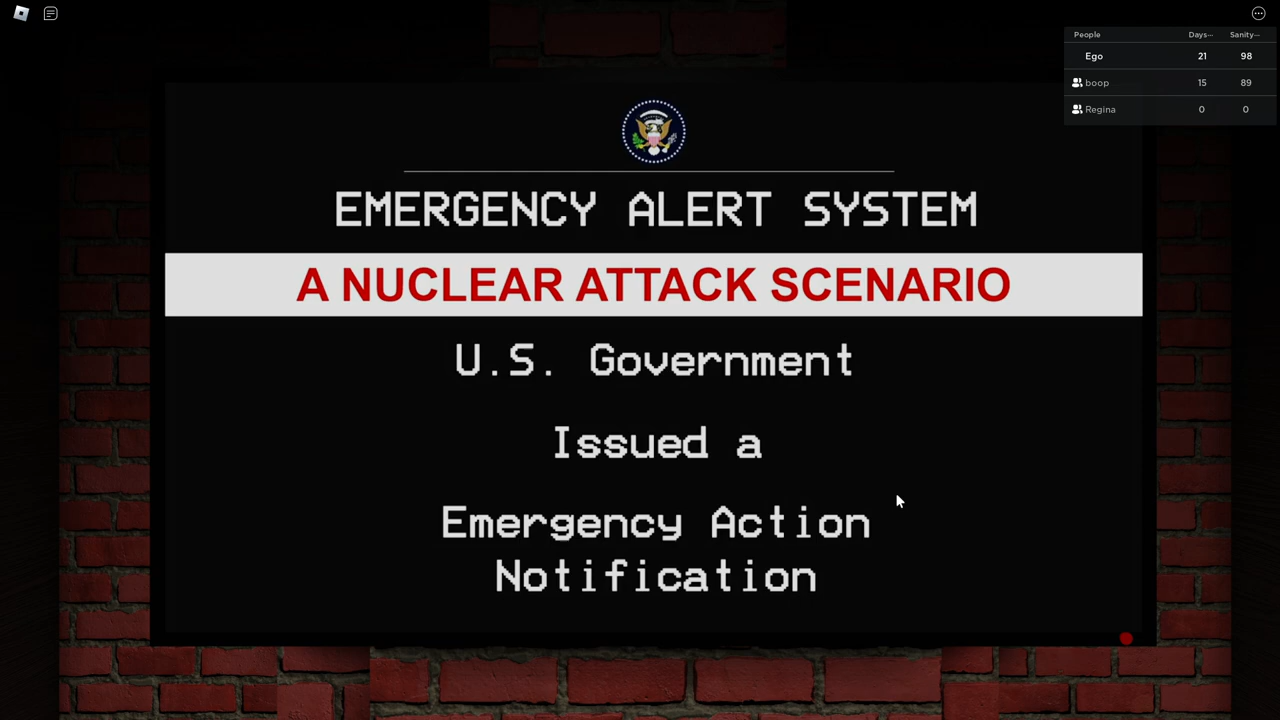 People Days··· Sanity···
Ego 21 98
boop 15 89
Regina 0 0
EMERGENCY ALERT SYSTEM
A NUCLEAR ATTACK SCENARIO
U.S. Government
Issued a
Emergency Action
Notification